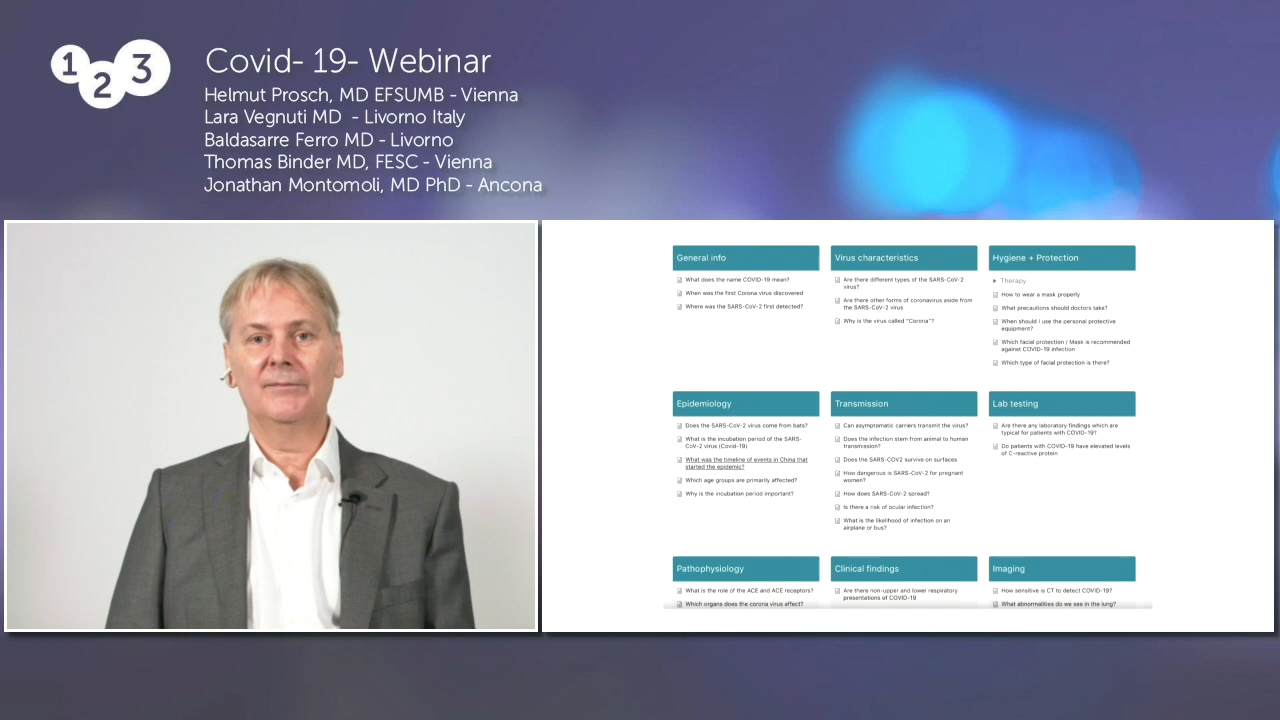 1 2 3
Covid- 19- Webinar
Helmut Prosch, MD EFSUMB - Vienna
Lara Vegnuti MD  - Livorno Italy
Baldasarre Ferro MD - Livorno
Thomas Binder MD, FESC - Vienna
Jonathan Montomoli, MD PhD - Ancona
General info
What does the name COVID-19 mean?
When was the first Corona virus discovered
Where was the SARS-CoV-2 first detected?
Virus characteristics
Are there different types of the SARS-CoV-2
virus?
Are there other forms of coronavirus aside from
the SARS-CoV-2 virus
Why is the virus called "Corona"?
Hygiene + Protection
Therapy
How to wear a mask properly
What precautions should doctors take?
When should i use the personal protective
equipment?
Which facial protection / Mask is recommended
against COVID-19 infection
Which type of facial protection is there?
Epidemiology
Does the SARS-CoV-2 virus come from bats?
What is the incubation period of the SARS-
CoV-2 virus (Covid-19)
What was the timeline of events in China that
started the epidemic?
Which age groups are primarily affected?
Why is the incubation period important?
Transmission
Can asymptomatic carriers transmit the virus?
Does the infection stem from animal to human
transmission?
Does the SARS-COV2 survive on surfaces
How dangerous is SARS-CoV-2 for pregnant
women?
How does SARS-CoV-2 spread?
Is there a risk of ocular infection?
What is the likelihood of infection on an
airplane or bus?
Lab testing
Are there any laboratory findings which are
typical for patients with COVID-19?
Do patients with COVID-19 have elevated levels
of C-reactive protein
Pathophysiology
What is the role of the ACE and ACE receptors?
Which organs does the corona virus affect?
Clinical findings
Are there non-upper and lower respiratory
presentations of COVID-19
Imaging
How sensitive is CT to detect COVID-19?
What abnormalities do we see in the lung?